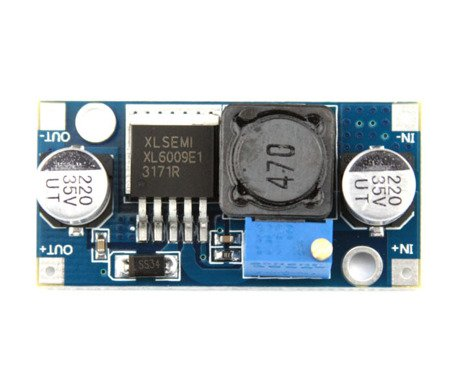 OUT-
IN-
XLSEMI
XL6009E1
3171R
470
220
35V
UT
220
35V
UT
OUT+
IN+
SS34